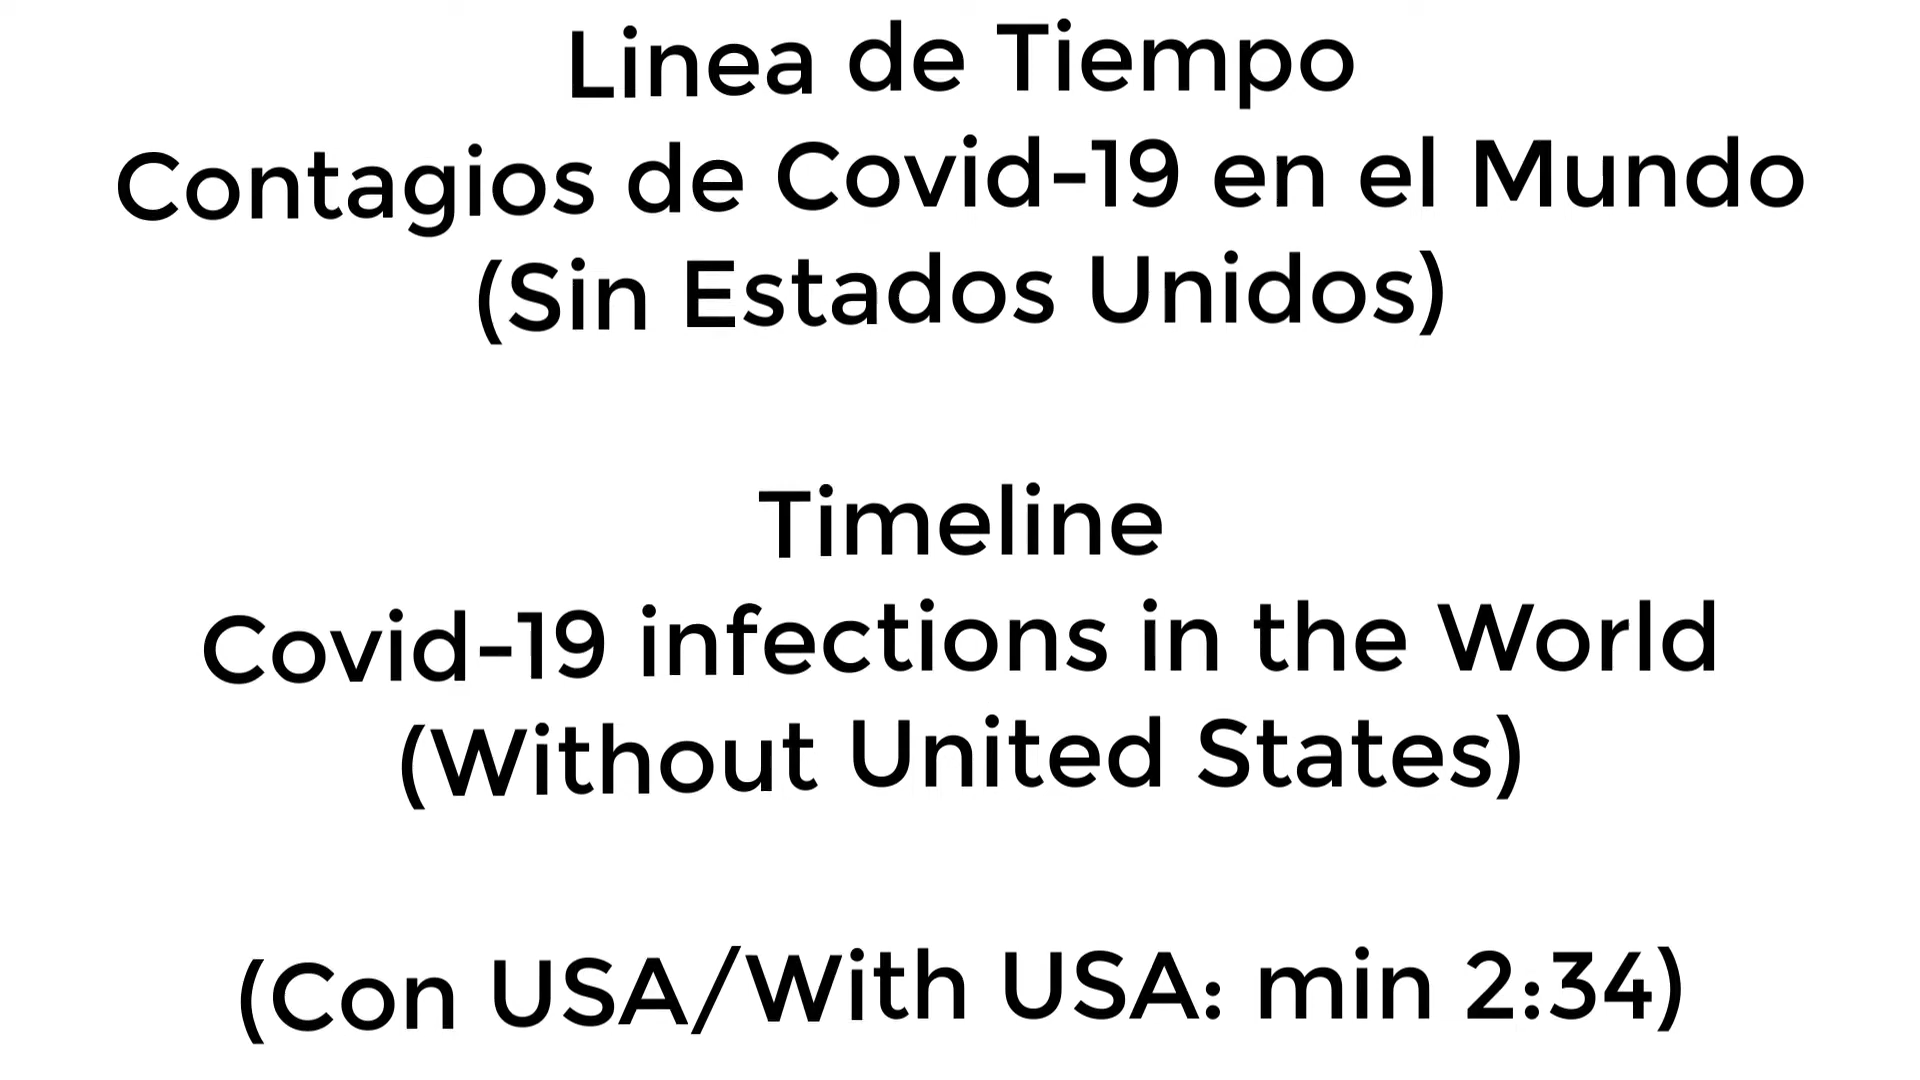 Linea de Tiempo
Contagios de Covid-19 en el Mundo
(Sin Estados Unidos)
Timeline
Covid-19 infections in the World
(Without United States)
(Con USA/With USA: min 2:34)